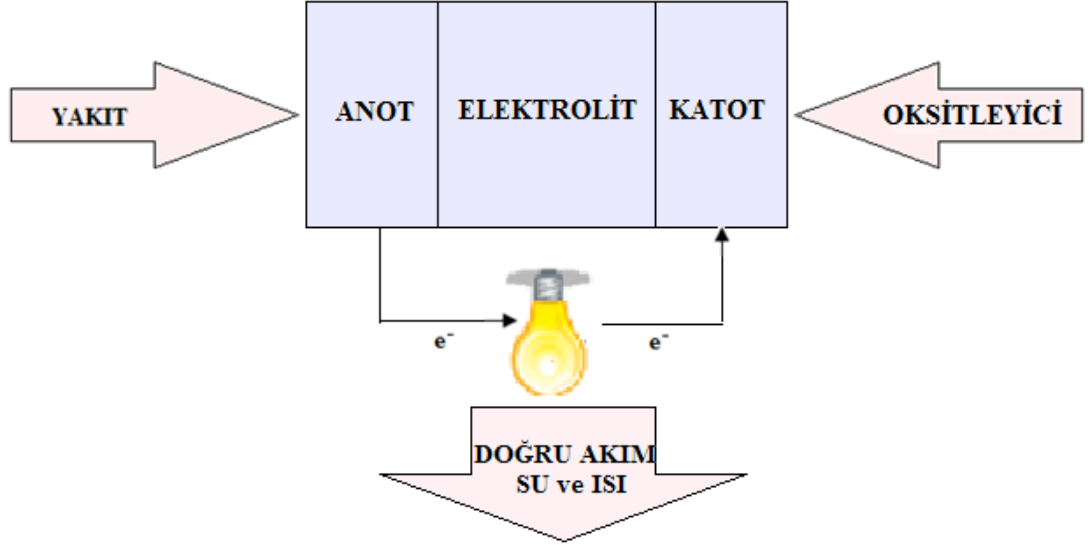 YAKIT
ANOT
ELEKTROLİT
KATOT
OKSİTLEYİCİ
e-
e-
DOĞRU AKIM
SU ve ISI